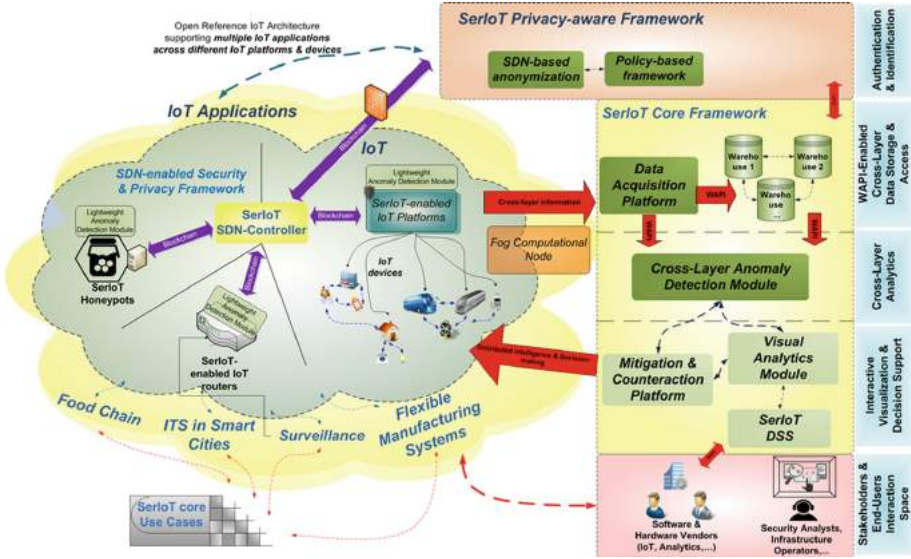 Open Reference IoT Architecture
supporting multiple IoT applications
across different IoT platforms & devices
SerIoT Privacy-aware Framework
SDN-based
anonymization
Policy-based
framework
Authentication
& Identification
IoT Applications
Blockchain
IoT
SDN-enabled Security
& Privacy Framework
Lightweight
Anomaly
Detection Module
Blockchain
SerIoT
Honeypots
SerIoT
SDN-Controller
Blockchain
Lightweight
Anomaly Detection Module
SerIoT-enabled
IoT Platforms
IoT
devices
Blockchain
Lightweight
Anomaly
Detection Module
SerIoT-
enabled IoT
routers
Cross-layer information
Fog Computational
Node
Distributed Intelligence & Decision-
making
SerIoT Core Framework
Data
Acquisition
Platform
WAPI
Wareho
use 1
Wareho
use 2
Wareho
use
...
WAPI
WAPI
WAPI-Enabled
Cross-Layer
Data Storage &
Access
Cross-Layer Anomaly
Detection Module
Cross-Layer
Analytics
Mitigation &
Counteraction
Platform
Visual
Analytics
Module
SerIoT
DSS
Interactive
Visualization &
Decision Support
Food Chain
ITS in Smart
Cities
Surveillance
Flexible
Manufacturing
Systems
SerIoT core
Use Cases
Software &
Hardware Vendors
(IoT, Analytics,...)
Security Analysts,
Infrastructure
Operators,...
Stakeholders &
End-Users
Interaction
Space